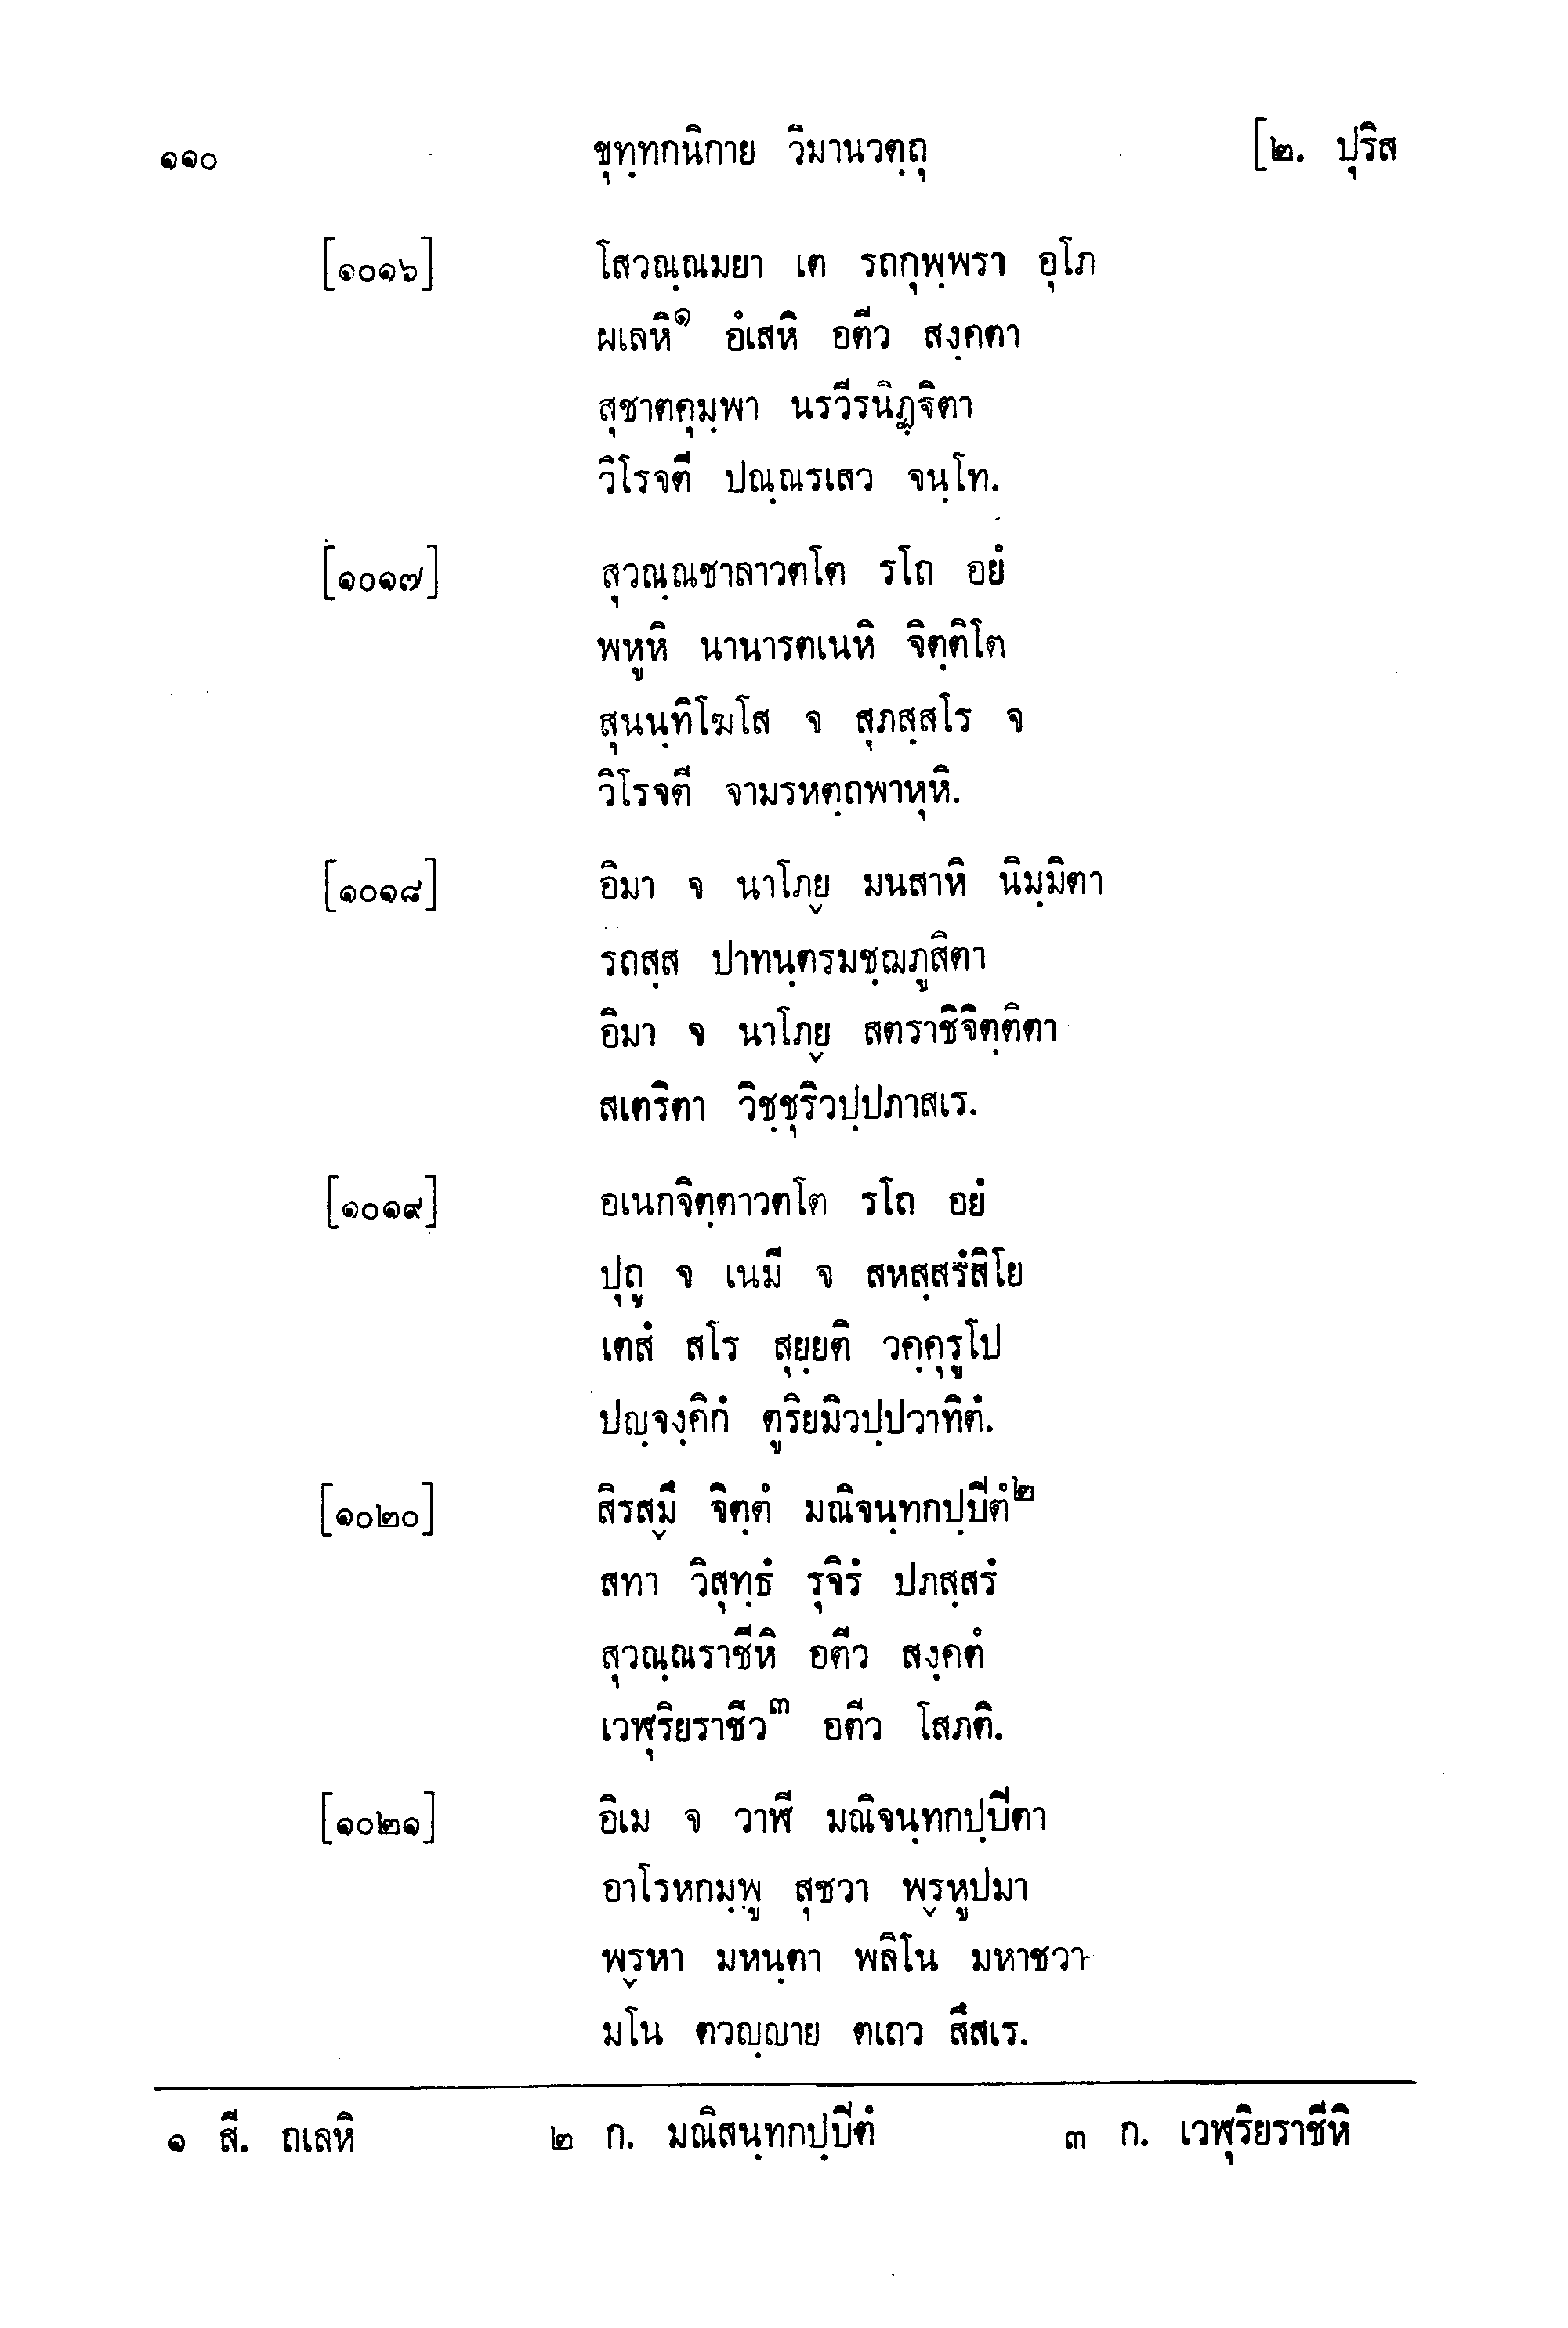 ๑๑๐ ขุทฺทกนิกาย วิมานวตฺถุ [๒. ปุริส
[๑๐๑๖] โสวณฺณมยา เต รถกุพฺพรา อุโภ
ผเลหิ๑ อํเสหิ อตีว สงฺคตา
สุชาตคุมฺพา นรวีรนิฏฺฐิตา
วิโรจตี ปณฺณรเสว จนฺโท.
[๑๐๑๗] สุวณฺณชาลาวตโต รโถ อยํ
พหูหิ นานารตเนหิ จิตฺติโต
สุนนฺทิโฆโส จ สุภสฺสโร จ
วิโรจตี จามรหตฺถพาหุหิ.
[๑๐๑๘] อิมา จ นาโภฺย มนสาหิ นิมฺมิตา
รถสฺส ปาทนฺตรมชฺฌภูสิตา
อิมา จ นาโภฺย สตราชิจิตฺติตา
สเตริตา วิชฺชุริวปฺปภาสเร.
[๑๐๑๙] อเนกจิตฺตาวตโต รโถ อยํ
ปุถู จ เนมี จ สหสฺสรํสิโย
เตสํ สโร สุยฺยติ วคฺคุรูโป
ปญฺจงฺคิกํ ตูริยมิวปฺปวาทิตํ.
[๑๐๒๐] สิรสฺมึ จิตฺตํ มณิจนฺทกปฺปีตํ๒
สทา วิสุทฺธํ รุจิรํ ปภสฺสรํ
สุวณฺณราชีหิ อตีว สงฺคตํ
เวฬุริยราชีว๓ อตีว โสภติ.
[๑๐๒๑] อิเม จ วาฬี มณิจนฺทกปฺปีตา
อาโรหกมฺพู สุชวา พฺรหูปมา
พฺรหา มหนฺตา พลิโน มหาชวา
มโน ตวญฺญาย ตเถว สึสเร.
๑ สี. ถเลหิ ๒ ก. มณิสนฺทกปฺปีตํ ๓ ก. เวฬุริยราชีหิ